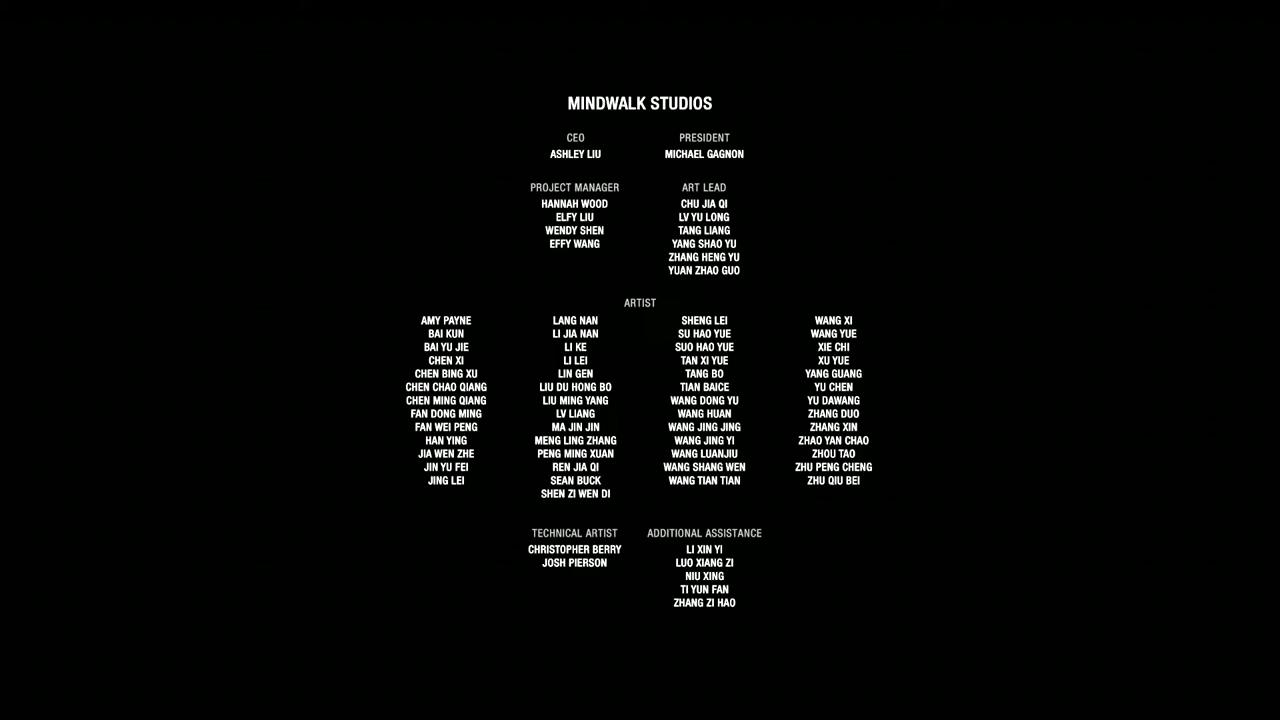 MINDWALK STUDIOS
CEO
ASHLEY LIU
PRESIDENT
MICHAEL GAGNON
PROJECT MANAGER
HANNAH WOOD
ELFY LIU
WENDY SHEN
EFFY WANG
ART LEAD
CHU JIA QI
LV YU LONG
TANG LIANG
YANG SHAO YU
ZHANG HENG YU
YUAN ZHAO GUO
ARTIST
AMY PAYNE
BAI KUN
BAI YU JIE
CHEN XI
CHEN BING XU
CHEN CHAO QIANG
CHEN MING QIANG
FAN DONG MING
FAN WEI PENG
HAN YING
JIA WEN ZHE
JIN YU FEI
JING LEI
LANG NAN
LI JIA NAN
LI KE
LI LEI
LIN GEN
LIU DU HONG BO
LIU MING YANG
LV LIANG
MA JIN JIN
MENG LING ZHANG
PENG MING XUAN
REN JIA QI
SEAN BUCK
SHEN ZI WEN DI
SHENG LEI
SU HAO YUE
SUO HAO YUE
TAN XI YUE
TANG BO
TIAN BAICE
WANG DONG YU
WANG HUAN
WANG JING JING
WANG JING YI
WANG LUANJIU
WANG SHANG WEN
WANG TIAN TIAN
WANG XI
WANG YUE
XIE CHI
XU YUE
YANG GUANG
YU CHEN
YU DAWANG
ZHANG DUO
ZHANG XIN
ZHAO YAN CHAO
ZHOU TAO
ZHU PENG CHENG
ZHU QIU BEI
TECHNICAL ARTIST
CHRISTOPHER BERRY
JOSH PIERSON
ADDITIONAL ASSISTANCE
LI XIN YI
LUO XIANG ZI
NIU XING
TI YUN FAN
ZHANG ZI HAO